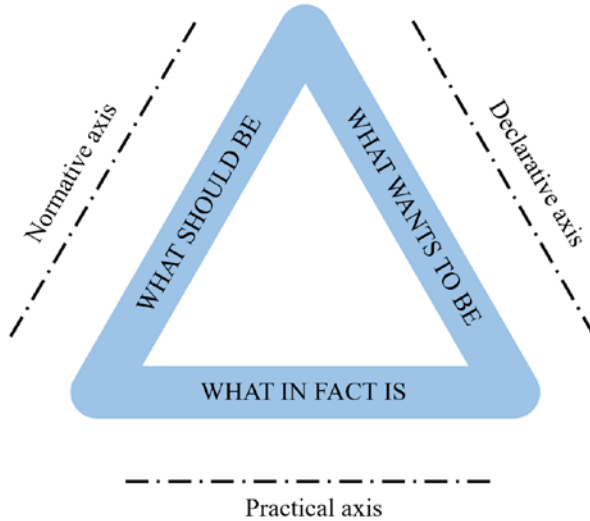 Normative axis
WHAT SHOULD BE
WHAT WANTS TO BE
Declarative axis
WHAT IN FACT IS
Practical axis